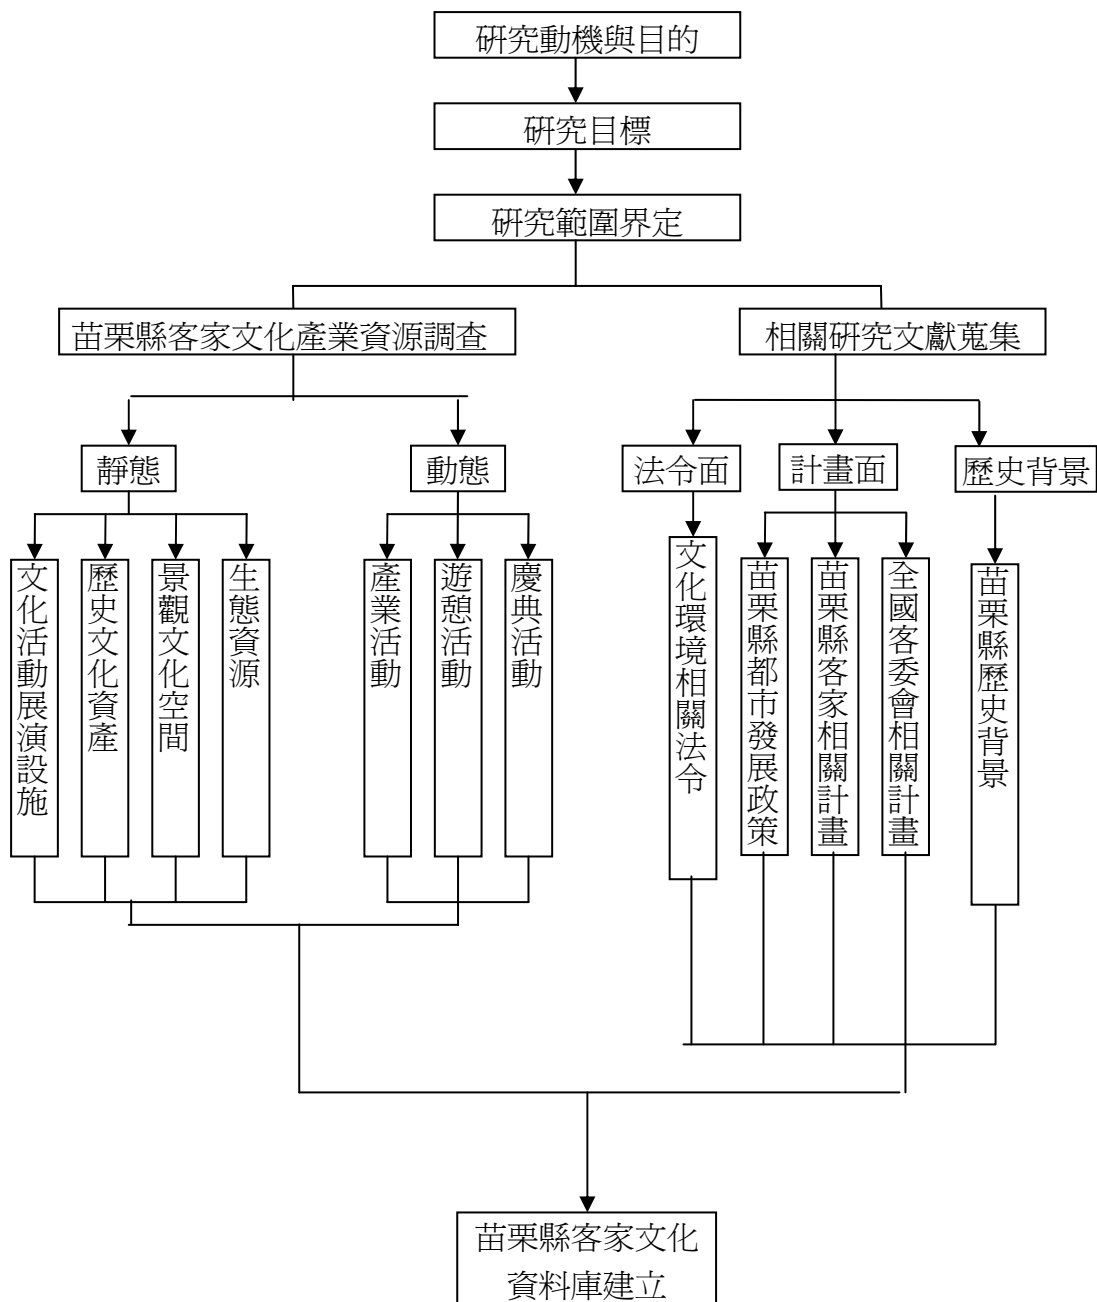 研究動機與目的
研究目標
研究範圍界定
苗栗縣客家文化產業資源調查
相關研究文獻蒐集
靜態
動態
法令面
計畫面
歷史背景
文化活動展演設施
歷史文化資產
景觀文化空間
生態資源
產業活動
遊憩活動
慶典活動
文化環境相關法令
苗栗縣都市發展政策
苗栗縣客家相關計畫
全國客委會相關計畫
苗栗縣歷史背景
苗栗縣客家文化
資料庫建立